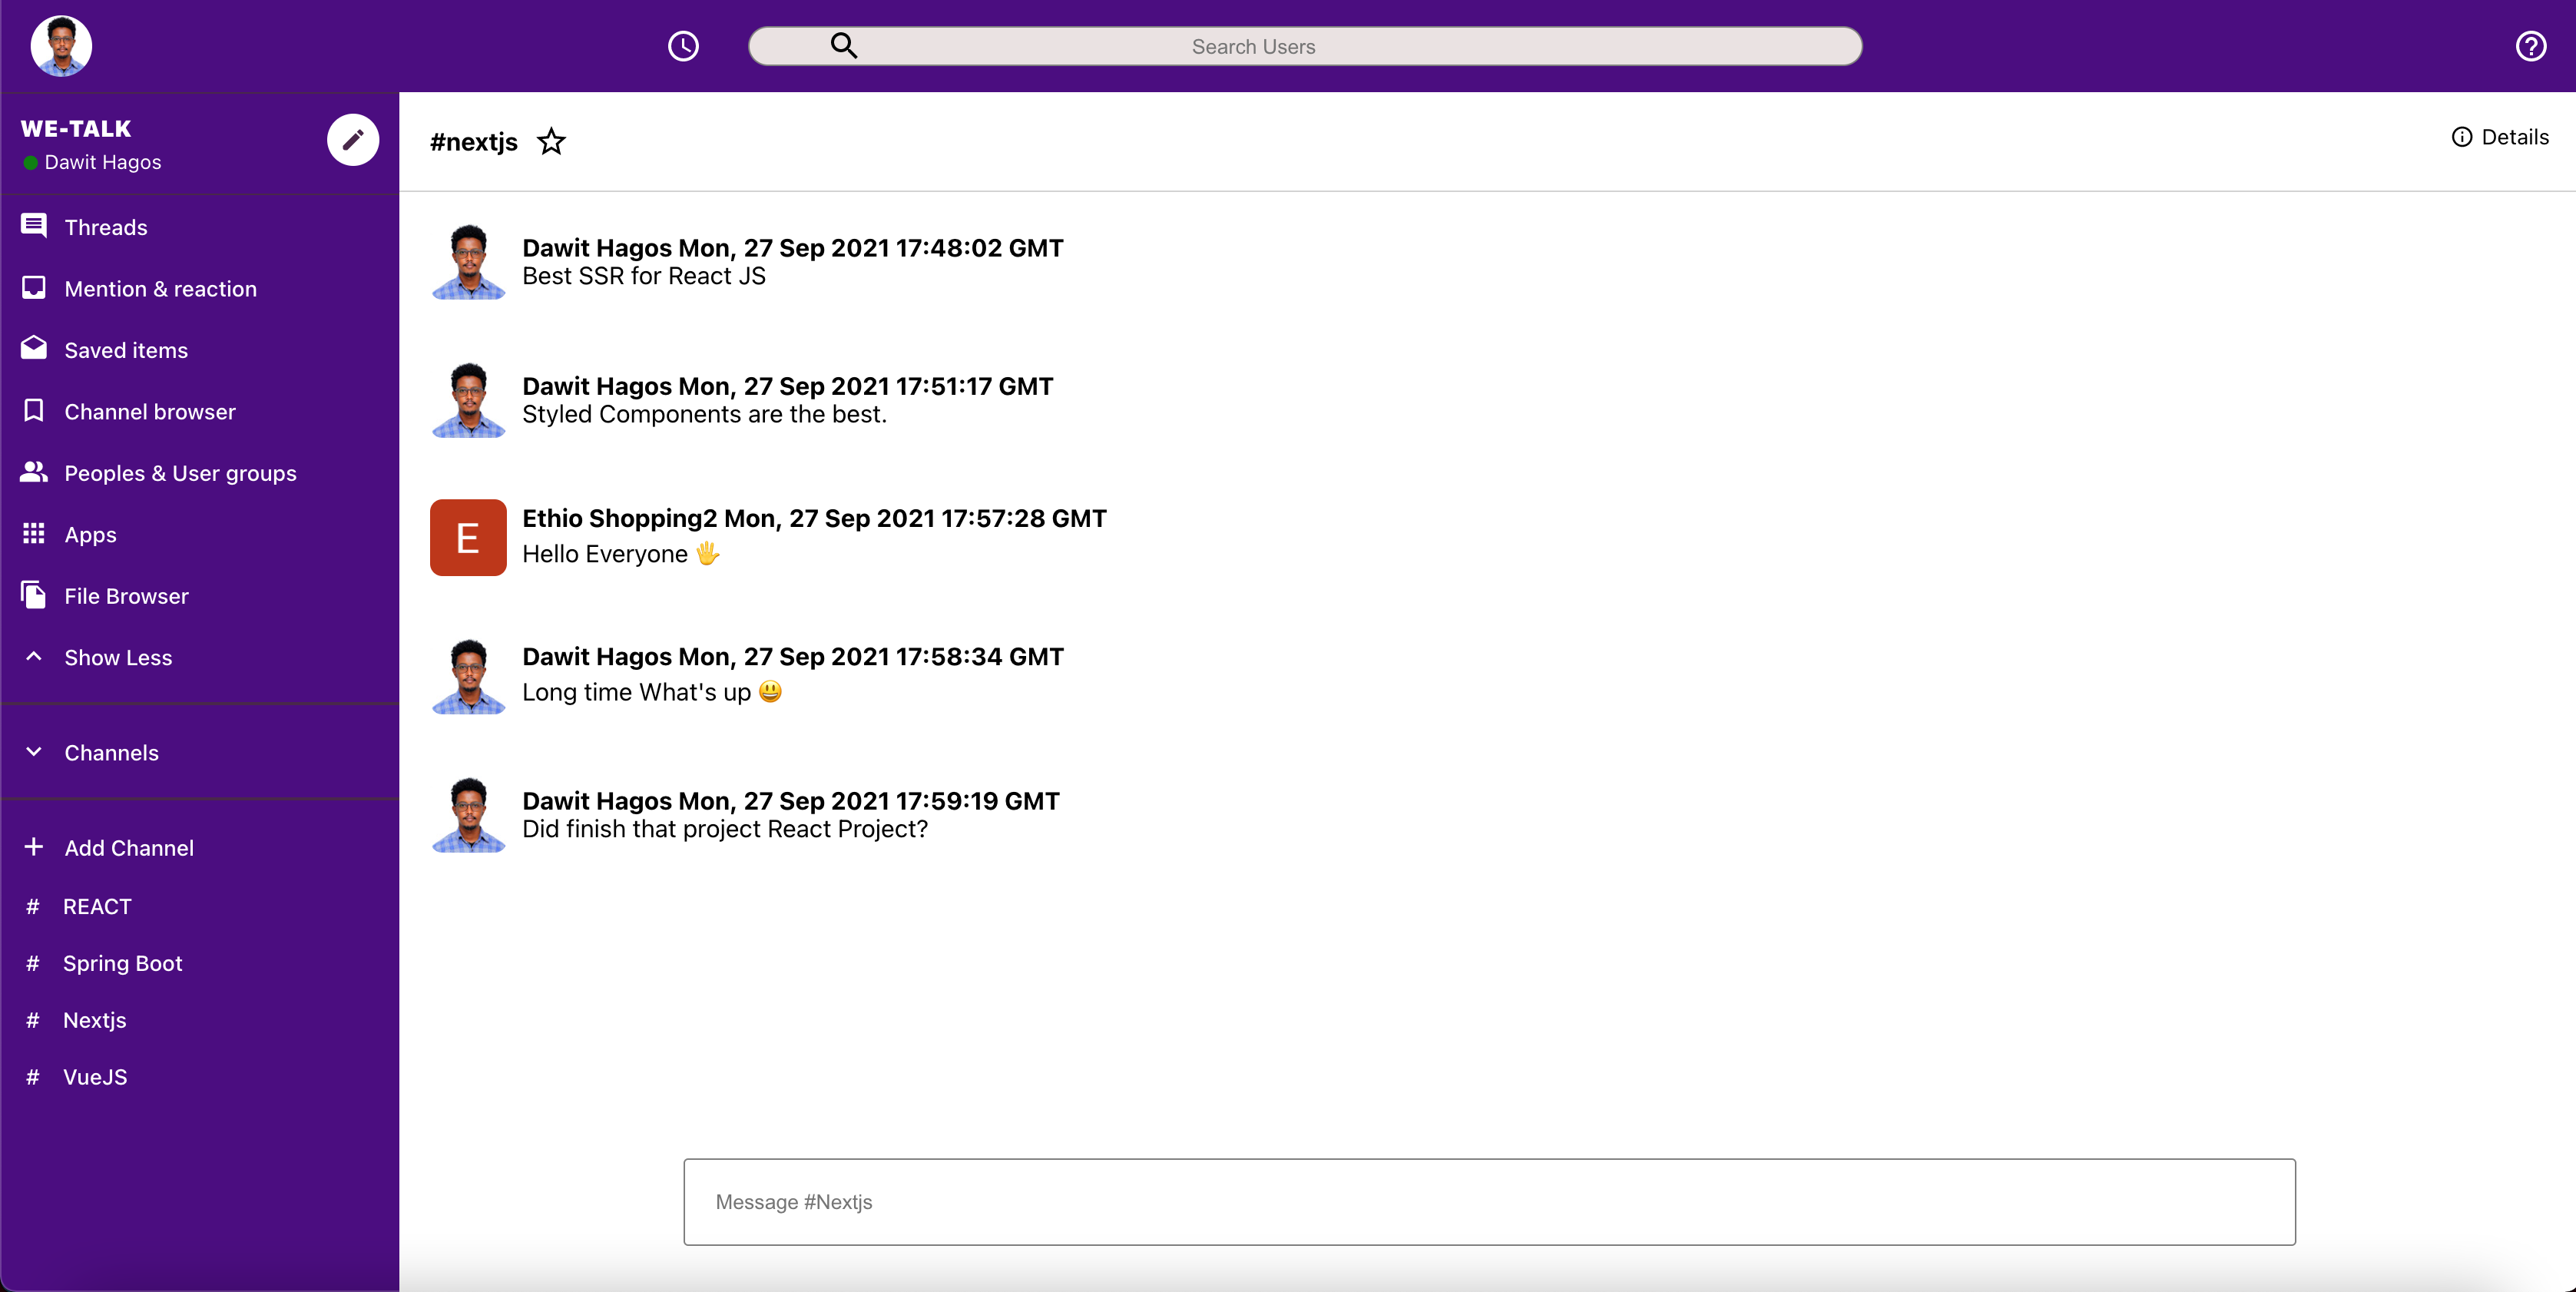 Search Users
WE-TALK
Dawit Hagos
Threads
Mention & reaction
Saved items
Channel browser
Peoples & User groups
Apps
File Browser
Show Less
Channels
Add Channel
# REACT
# Spring Boot
# Nextjs
# VueJS
#nextjs
Details
Dawit Hagos Mon, 27 Sep 2021 17:48:02 GMT
Best SSR for React JS
Dawit Hagos Mon, 27 Sep 2021 17:51:17 GMT
Styled Components are the best.
E
Ethio Shopping2 Mon, 27 Sep 2021 17:57:28 GMT
Hello Everyone 🖐
Dawit Hagos Mon, 27 Sep 2021 17:58:34 GMT
Long time What's up 😃
Dawit Hagos Mon, 27 Sep 2021 17:59:19 GMT
Did finish that project React Project?
Message #Nextjs